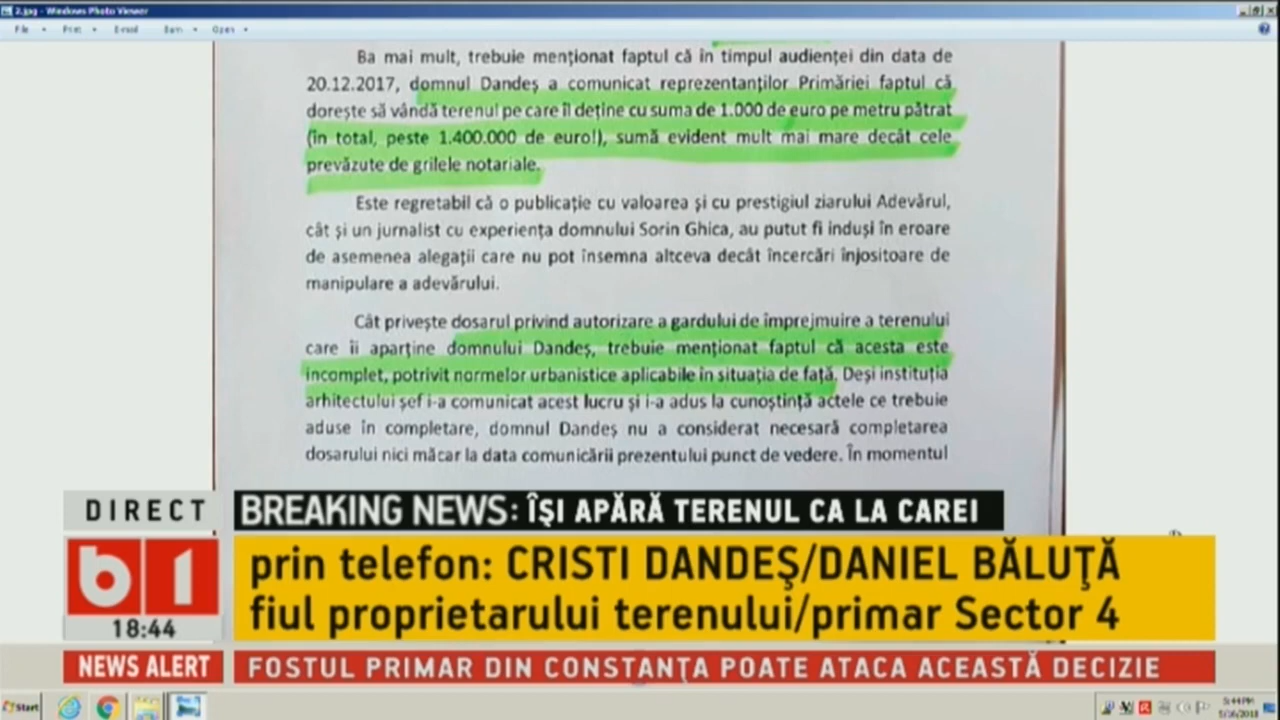 2.jpg - Windows Photo Viewer
File Print E-mail Burn Open
Ba mai mult, trebuie menționat faptul că în timpul audienței din data de
20.12.2017, domnul Dandeș a comunicat reprezentanților Primăriei faptul că
dorește să vândă terenul pe care îl deține cu suma de 1.000 de euro pe metru pătrat
(în total, peste 1.400.000 de euro!), sumă evident mult mai mare decât cele
prevăzute de grilele notariale.
Este regretabil că o publicație cu valoarea și cu prestigiul ziarului Adevărul,
cât și un jurnalist cu experiența domnului Sorin Ghica, au putut fi induși în eroare
de asemenea alegații care nu pot însemna altceva decât încercări înjositoare de
manipulare a adevărului.
Cât privește dosarul privind autorizare a gardului de împrejmuire a terenului
care îi aparține domnului Dandeș, trebuie menționat faptul că acesta este
incomplet, potrivit normelor urbanistice aplicabile în situația de față. Deși instituția
arhitectului șef i-a comunicat acest lucru și i-a adus la cunoștință actele ce trebuie
aduse în completare, domnul Dandeș nu a considerat necesară completarea
dosarului nici măcar la data comunicării prezentului punct de vedere. În momentul
DIRECT
BREAKING NEWS: ÎŞI APĂRĂ TERENUL CA LA CAREI
b1
prin telefon: CRISTI DANDEŞ/DANIEL BĂLUŢĂ
fiul proprietarului terenului/primar Sector 4
18:44
NEWS ALERT FOSTUL PRIMAR DIN CONSTANȚA POATE ATACA ACEASTĂ DECIZIE
Start
5:44 PM